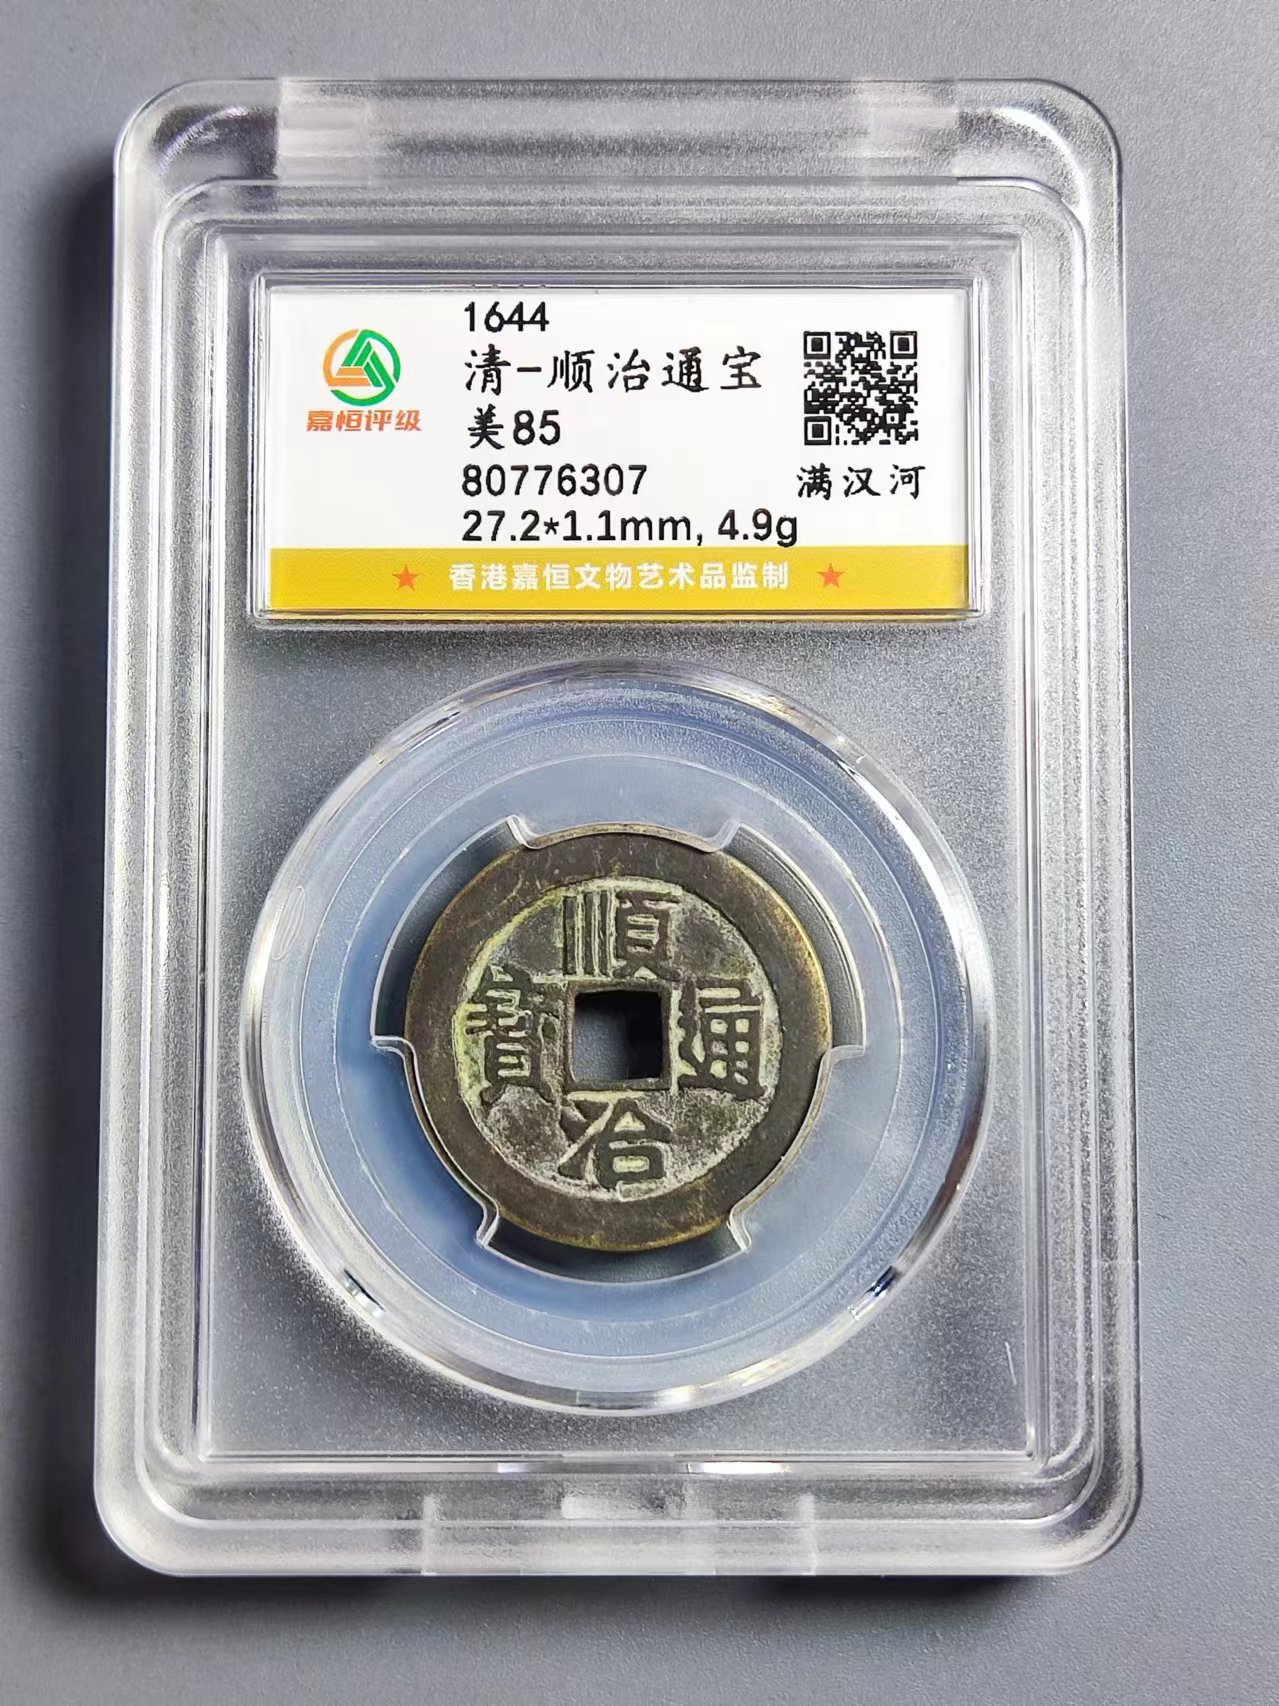 1644
清-顺治通宝
美85
嘉恒评级
80776307
满汉河
27.2*1.1mm, 4.9g
★ 香港嘉恒文物艺术品监制 ★
順
寶 通
治